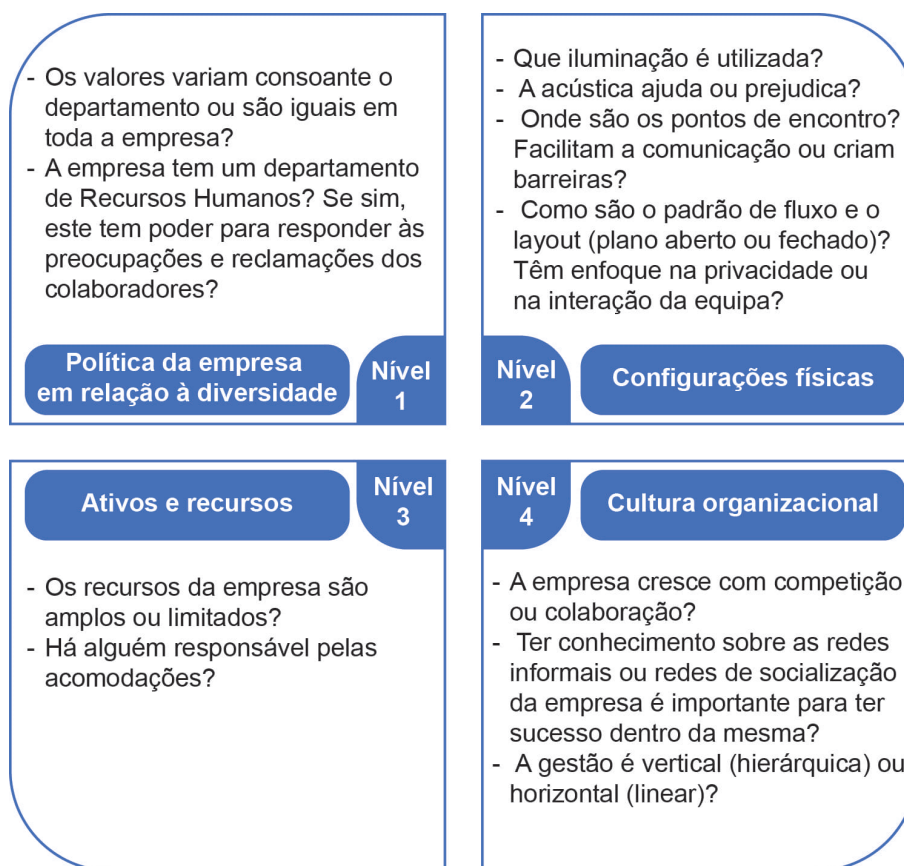 - Os valores variam consoante o
departamento ou são iguais em
toda a empresa?
- A empresa tem um departamento
de Recursos Humanos? Se sim,
este tem poder para responder às
preocupações e reclamações dos
colaboradores?
Política da empresa
em relação à diversidade
Nível
1
- Que iluminação é utilizada?
- A acústica ajuda ou prejudica?
- Onde são os pontos de encontro?
Facilitam a comunicação ou criam
barreiras?
- Como são o padrão de fluxo e o
layout (plano aberto ou fechado)?
Têm enfoque na privacidade ou
na interação da equipa?
Nível
2
Configurações físicas
Ativos e recursos
Nível
3
- Os recursos da empresa são
amplos ou limitados?
- Há alguém responsável pelas
acomodações?
Nível
4
Cultura organizacional
- A empresa cresce com competição
ou colaboração?
- Ter conhecimento sobre as redes
informais ou redes de socialização
da empresa é importante para ter
sucesso dentro da mesma?
- A gestão é vertical (hierárquica) ou
horizontal (linear)?